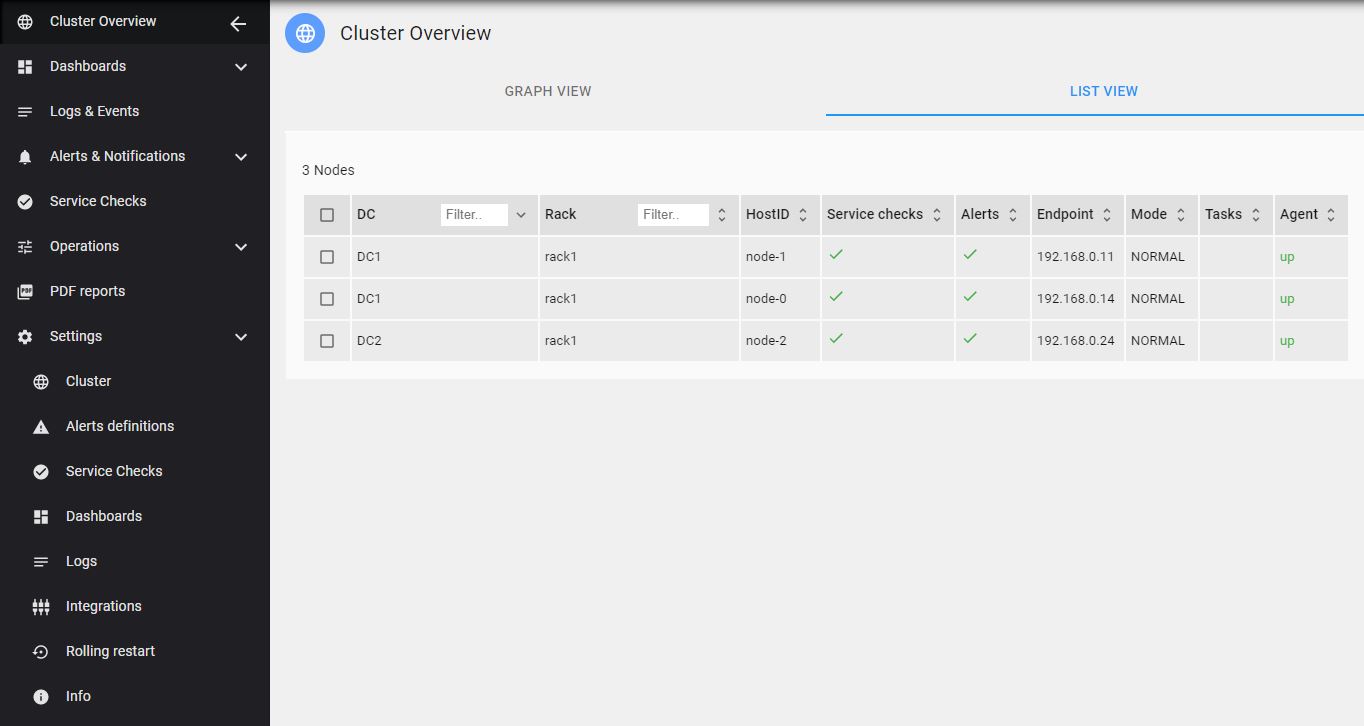 Cluster Overview
Dashboards
Logs & Events
Alerts & Notifications
Service Checks
Operations
PDF reports
Settings
Cluster
Alerts definitions
Service Checks
Dashboards
Logs
Integrations
Rolling restart
Info
Cluster Overview
GRAPH VIEW LIST VIEW
3 Nodes
DC Filter.. Rack Filter.. HostID Service checks Alerts Endpoint Mode Tasks Agent
DC1 rack1 node-1 192.168.0.11 NORMAL up
DC1 rack1 node-0 192.168.0.14 NORMAL up
DC2 rack1 node-2 192.168.0.24 NORMAL up